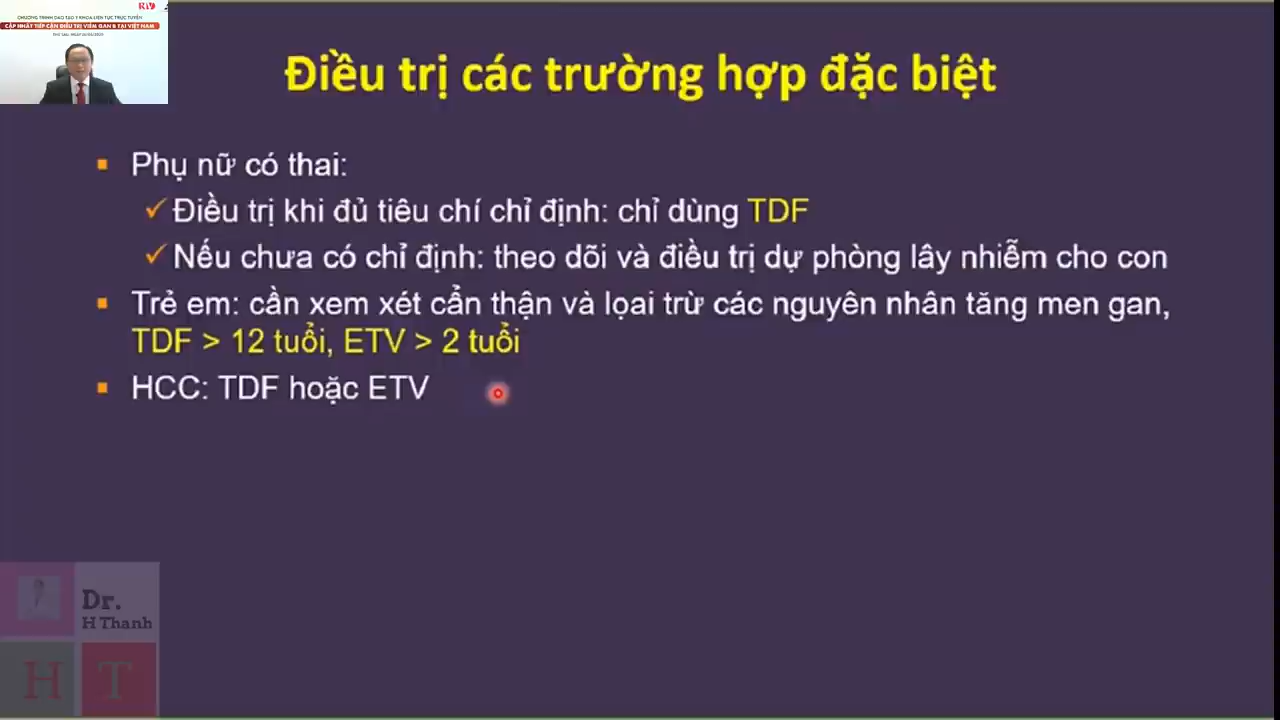 CHƯƠNG TRÌNH ĐÀO TẠO Y KHOA LIÊN TỤC TRỰC TUYẾN
CẬP NHẬT TIẾP CẬN ĐIỀU TRỊ VIÊM GAN B TẠI VIỆT NAM
Điều trị các trường hợp đặc biệt
Phụ nữ có thai:
Điều trị khi đủ tiêu chí chỉ định: chỉ dùng TDF
Nếu chưa có chỉ định: theo dõi và điều trị dự phòng lây nhiễm cho con
Trẻ em: cần xem xét cẩn thận và lọai trừ các nguyên nhân tăng men gan,
TDF > 12 tuổi, ETV > 2 tuổi
HCC: TDF hoặc ETV
Dr.
H Thanh
H T